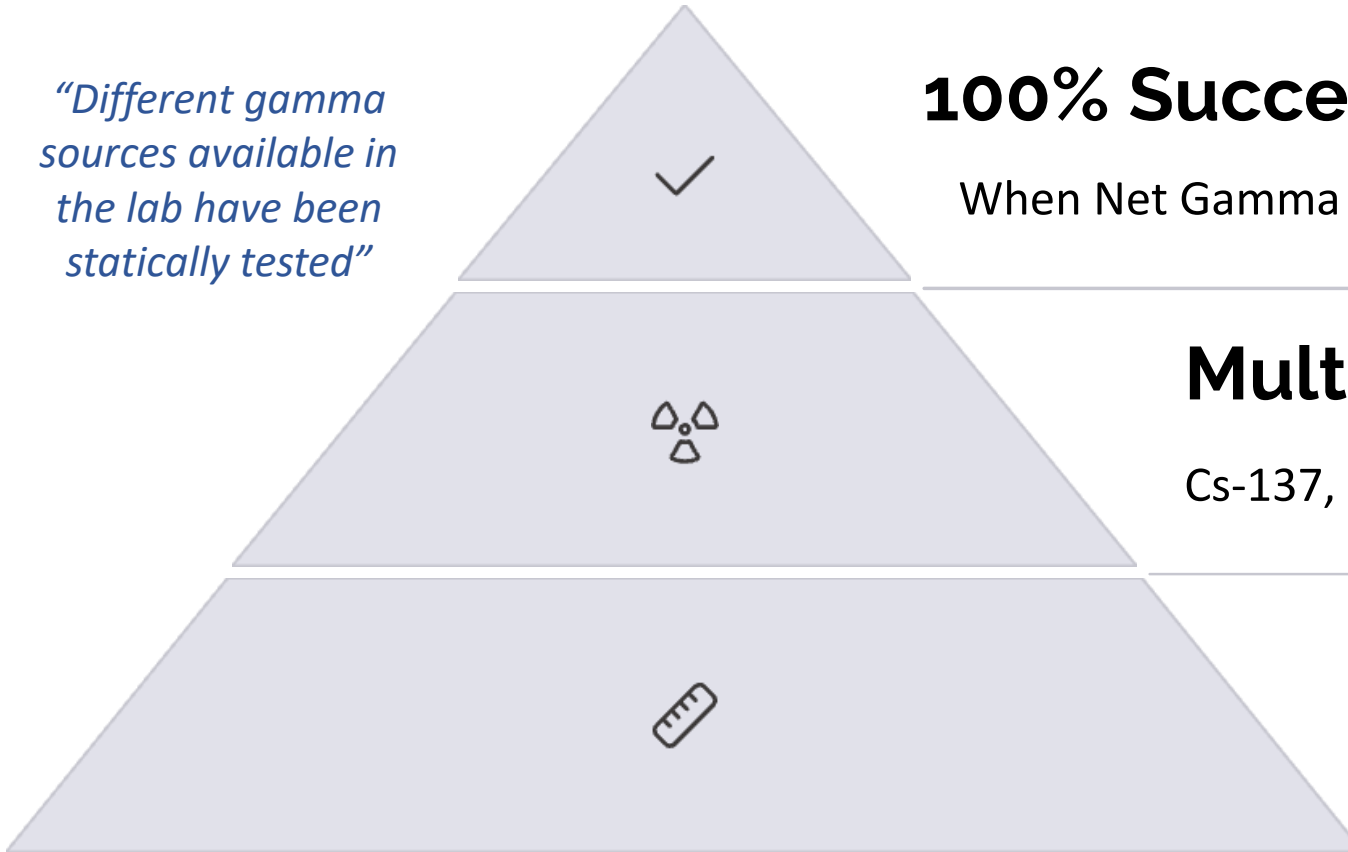 “Different gamma
sources available in
the lab have been
statically tested”
100% Succe
When Net Gamma
Mult
Cs-137,